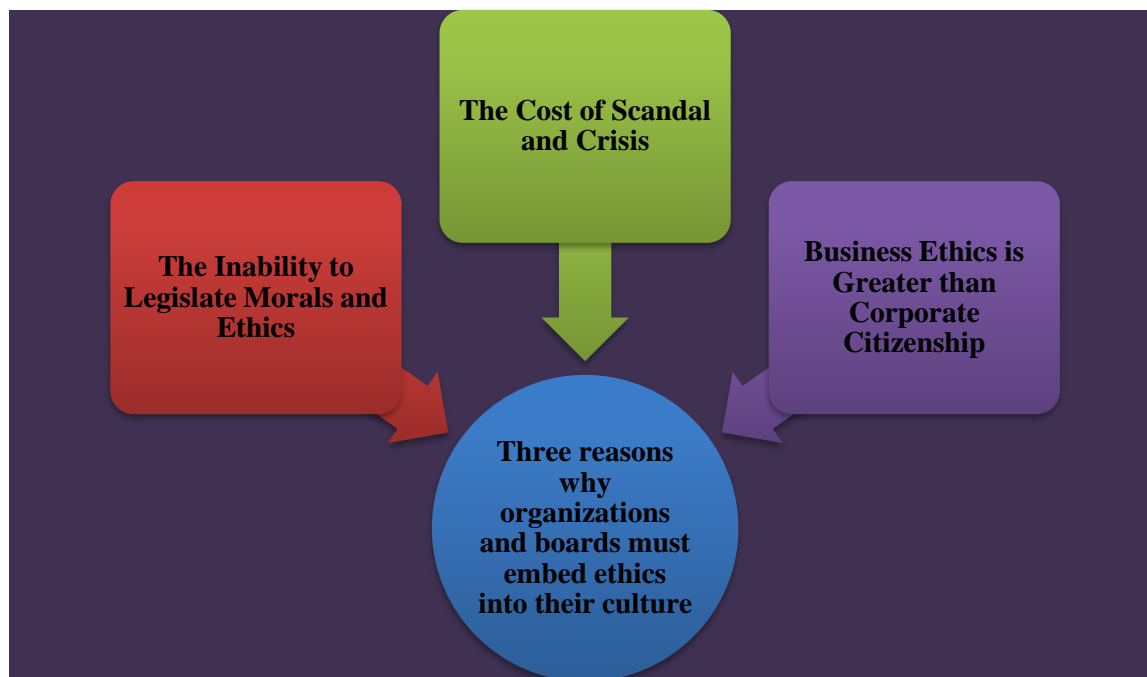 The Cost of Scandal
and Crisis
The Inability to
Legislate Morals and
Ethics
Business Ethics is
Greater than
Corporate
Citizenship
Three reasons
why
organizations
and boards must
embed ethics
into their culture